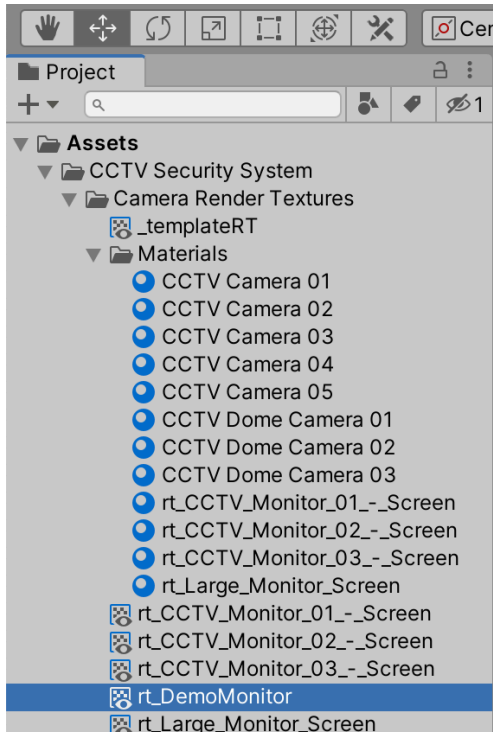 Cer
Project
1
Assets
CCTV Security System
Camera Render Textures
_templateRT
Materials
CCTV Camera 01
CCTV Camera 02
CCTV Camera 03
CCTV Camera 04
CCTV Camera 05
CCTV Dome Camera 01
CCTV Dome Camera 02
CCTV Dome Camera 03
rt_CCTV_Monitor_01_-_Screen
rt_CCTV_Monitor_02_-_Screen
rt_CCTV_Monitor_03_-_Screen
rt_Large_Monitor_Screen
rt_CCTV_Monitor_01_-_Screen
rt_CCTV_Monitor_02_-_Screen
rt_CCTV_Monitor_03_-_Screen
rt_DemoMonitor
rt_Large_Monitor_Screen